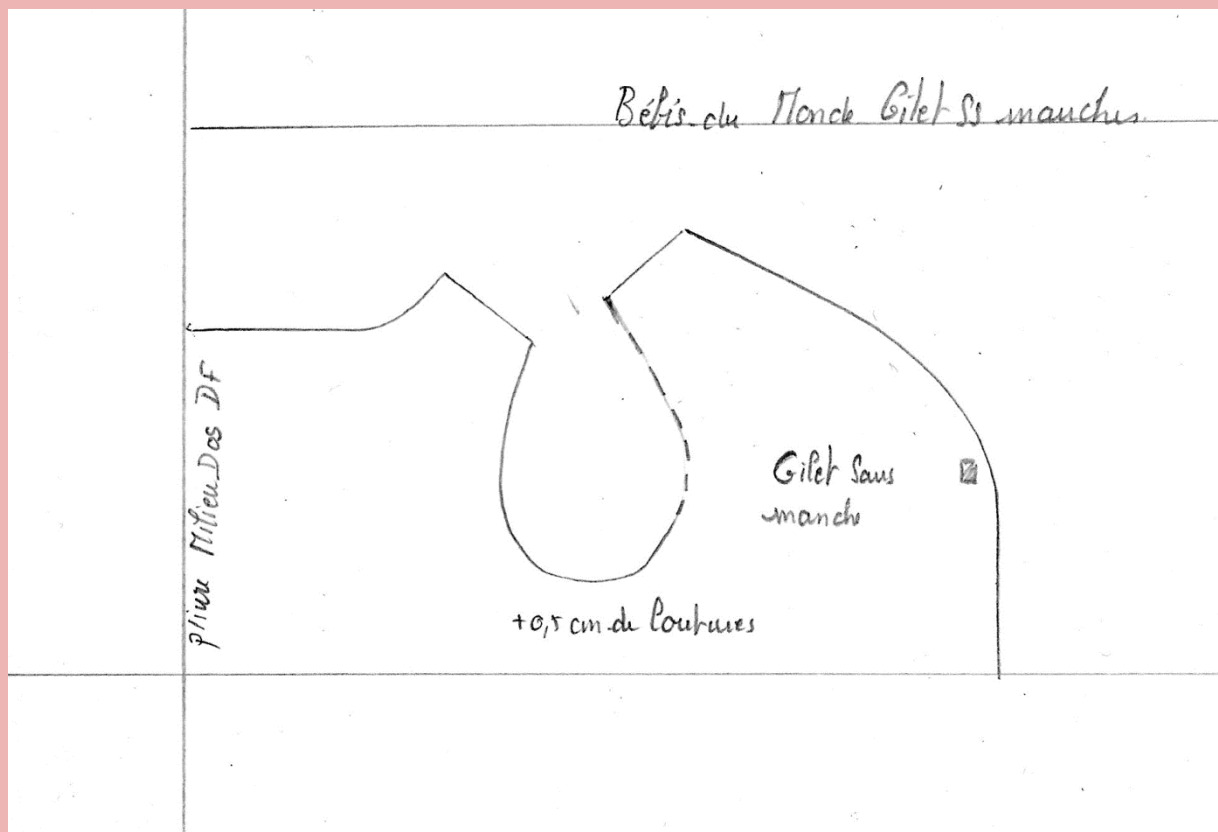 Bébés du Monde Gilet SS manches
pliure Milieu Dos DF
Gilet Sans
manche
+0,5 cm de Coutures